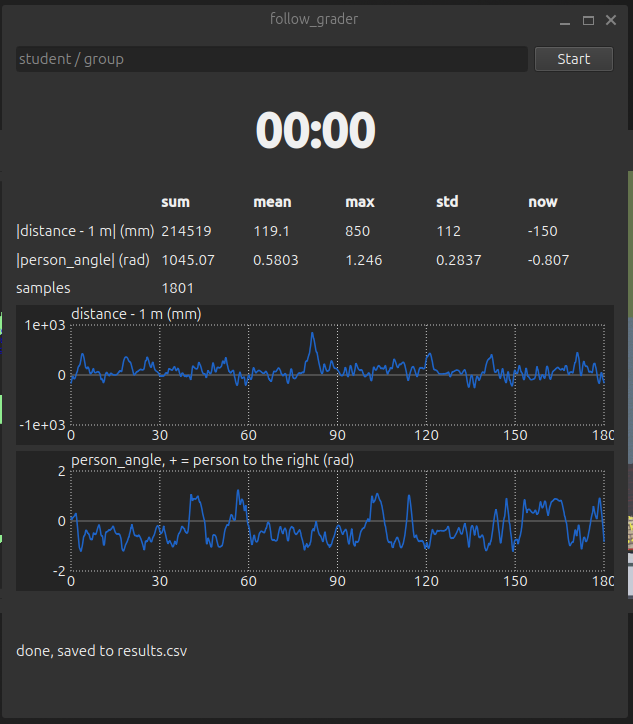 follow_grader
student / group Start
00:00
sum mean max std now
|distance - 1 m| (mm) 214519 119.1 850 112 -150
|person_angle| (rad) 1045.07 0.5803 1.246 0.2837 -0.807
samples 1801
distance - 1 m (mm)
1e+03
0
-1e+03
0 30 60 90 120 150 180
person_angle, + = person to the right (rad)
2
0
-2
0 30 60 90 120 150 180
done, saved to results.csv